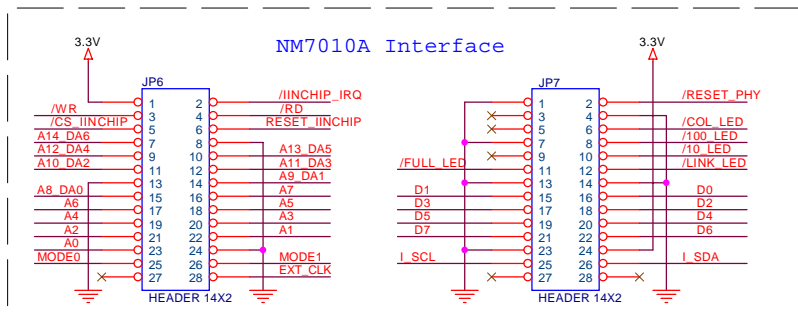 NM7010A Interface
3.3V
JP6
1 2 /IINCHIP_IRQ
/WR 3 4 /RD
/CS_IINCHIP 5 6 RESET_IINCHIP
A14_DA6 7 8
A12_DA4 9 10 A13_DA5
A10_DA2 11 12 A11_DA3
13 14 A9_DA1
A8_DA0 15 16 A7
A6 17 18 A5
A4 19 20 A3
A2 21 22 A1
A0 23 24
MODE0 25 26 MODE1
27 28 EXT_CLK
HEADER 14X2
3.3V
JP7
1 2 /RESET_PHY
3 4
5 6 /COL_LED
7 8 /100_LED
9 10 /10_LED
/FULL_LED 11 12 /LINK_LED
13 14
D1 15 16 D0
D3 17 18 D2
D5 19 20 D4
D7 21 22 D6
23 24
I_SCL 25 26 I_SDA
27 28
HEADER 14X2